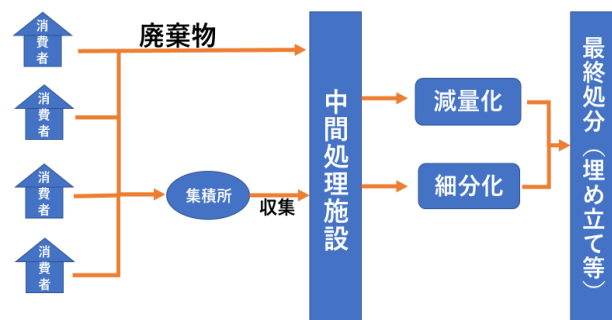 消費者
廃棄物
消費者
消費者
消費者
集積所
収集
中間処理施設
減量化
細分化
最終処分（埋め立て等）